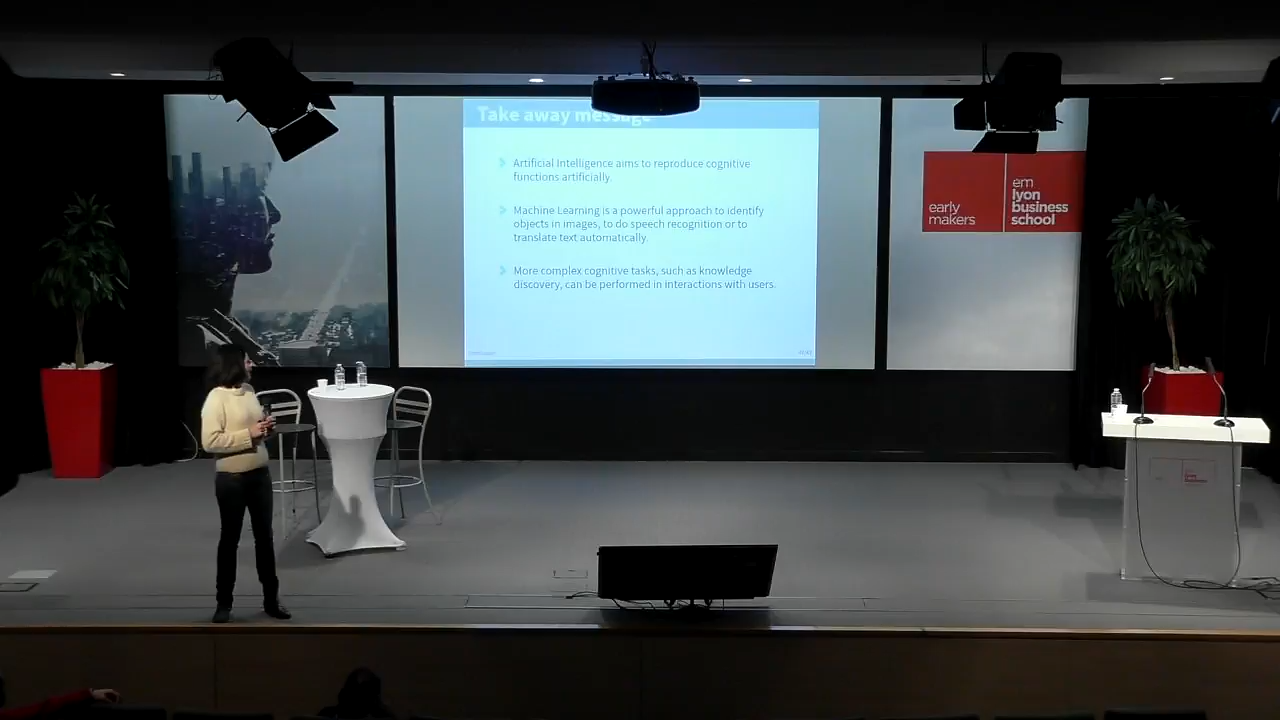 Take away message
Artificial Intelligence aims to reproduce cognitive
functions artificially.
Machine Learning is a powerful approach to identify
objects in images, to do speech recognition or to
translate text automatically.
More complex cognitive tasks, such as knowledge
discovery, can be performed in interactions with users.
early
makers
em
lyon
business
school